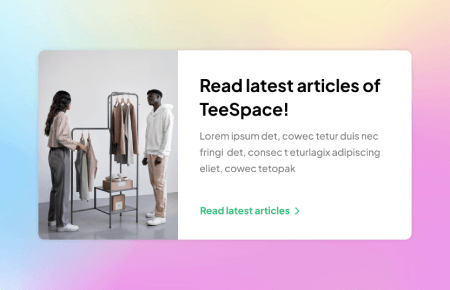 Read latest articles of
TeeSpace!
Lorem ipsum det, cowec tetur duis nec
fringi det, consec t eturlagix adipiscing
eliet, cowec tetopak
Read latest articles